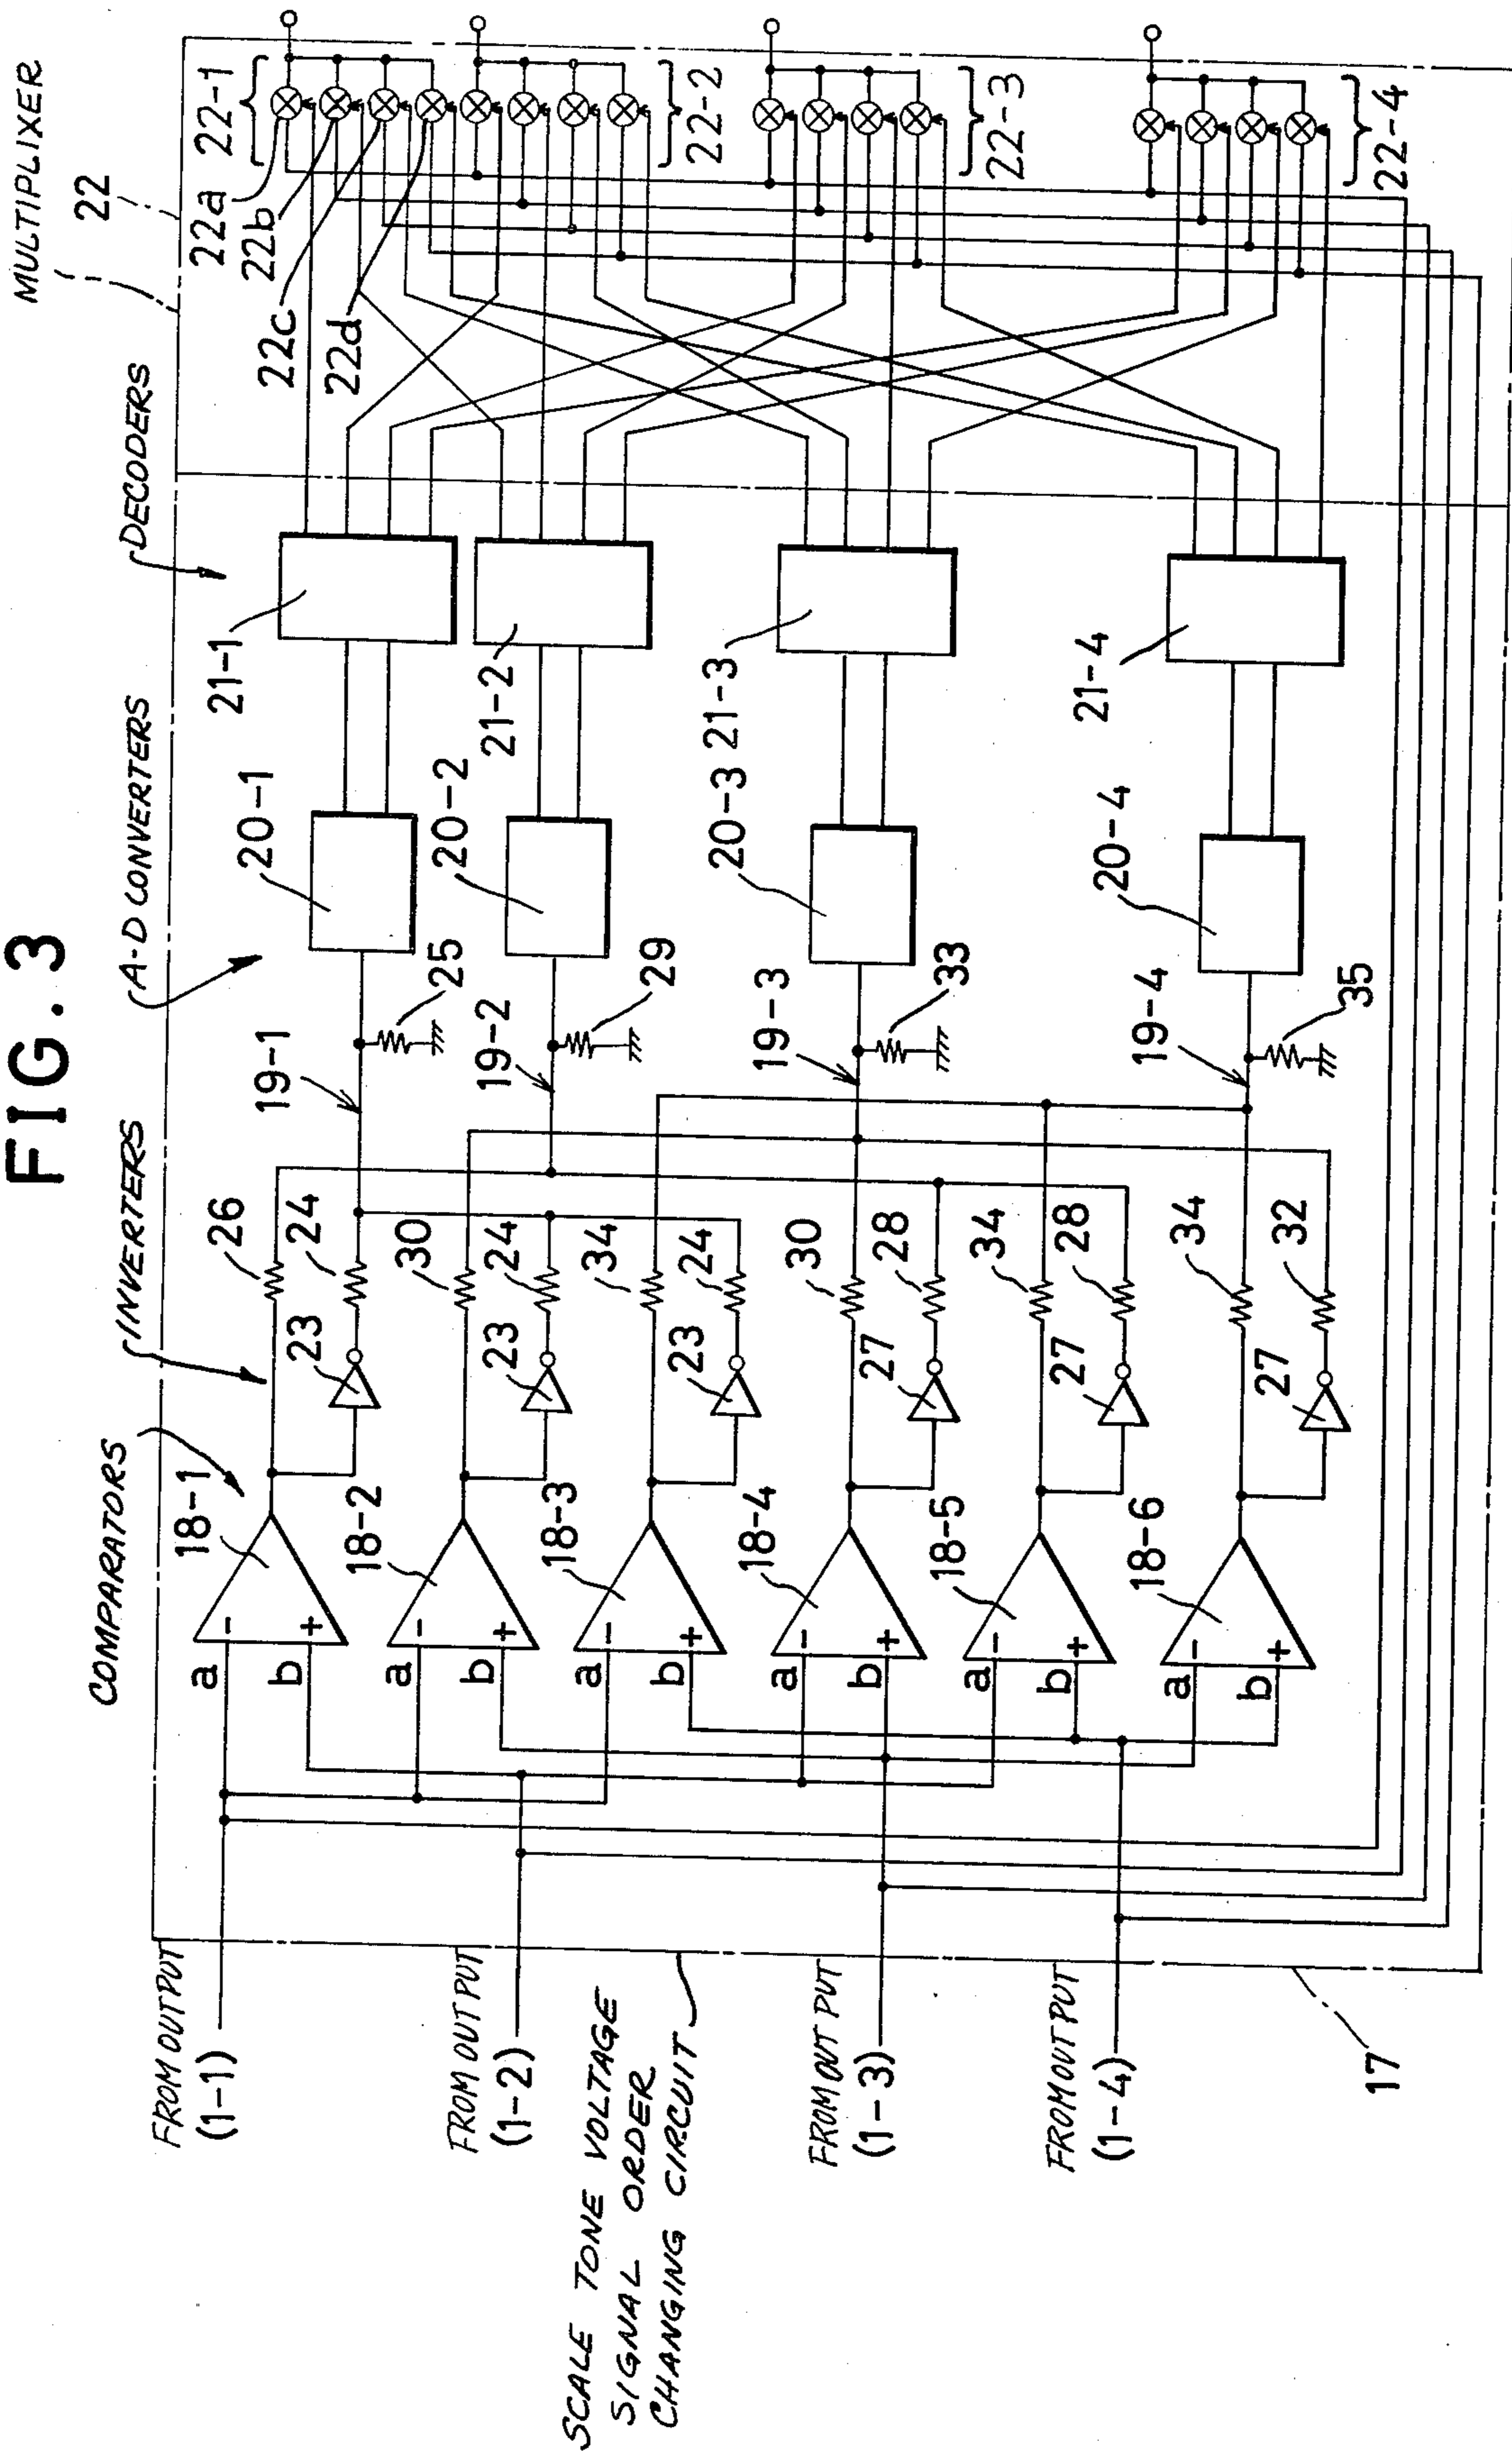 FIG. 3
SCALE TONE VOLTAGE
SIGNAL ORDER
CHANGING CIRCUIT
COMPARATORS
INVERTERS
A-D CONVERTERS
DECODERS
MULTIPLIXER
22
FROM OUTPUT
(1-1)
FROM OUTPUT
(1-2)
FROM OUTPUT
(1-3)
FROM OUTPUT
(1-4)
17
18-1
a
-
b
+
18-2
a
-
b
+
18-3
a
-
b
+
18-4
a
-
b
+
18-5
a
-
b
+
18-6
a
-
b
+
26
23
24
30
23
24
34
23
24
30
27
28
34
27
28
34
27
32
19-1
25
19-2
29
19-3
33
19-4
35
20-1
20-2
20-3
20-4
21-1
21-2
21-3
21-4
22a
22b
22c
22d
22-1
22-2
22-3
22-4